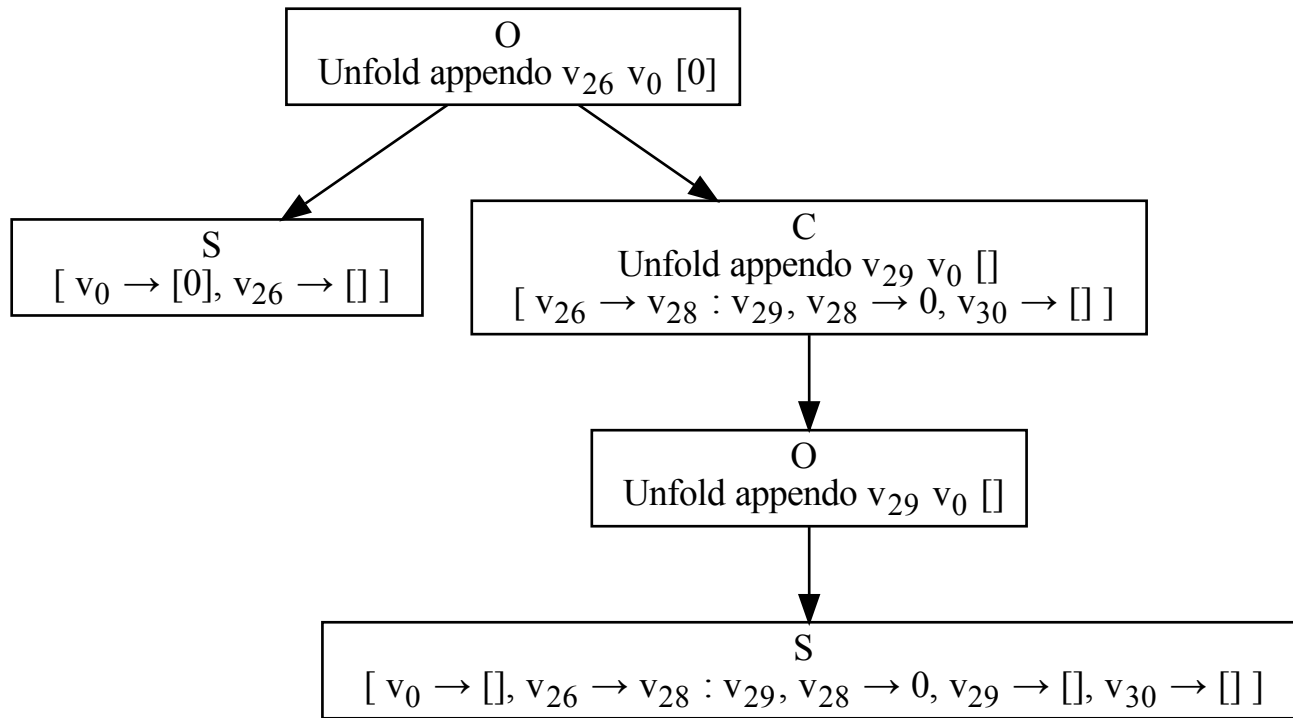 O
Unfold appendo v₂₆ v₀ [0]
S
[ v₀ → [0], v₂₆ → [] ]
C
Unfold appendo v₂₉ v₀ []
[ v₂₆ → v₂₈ : v₂₉, v₂₈ → 0, v₃₀ → [] ]
O
Unfold appendo v₂₉ v₀ []
S
[ v₀ → [], v₂₆ → v₂₈ : v₂₉, v₂₈ → 0, v₂₉ → [], v₃₀ → [] ]